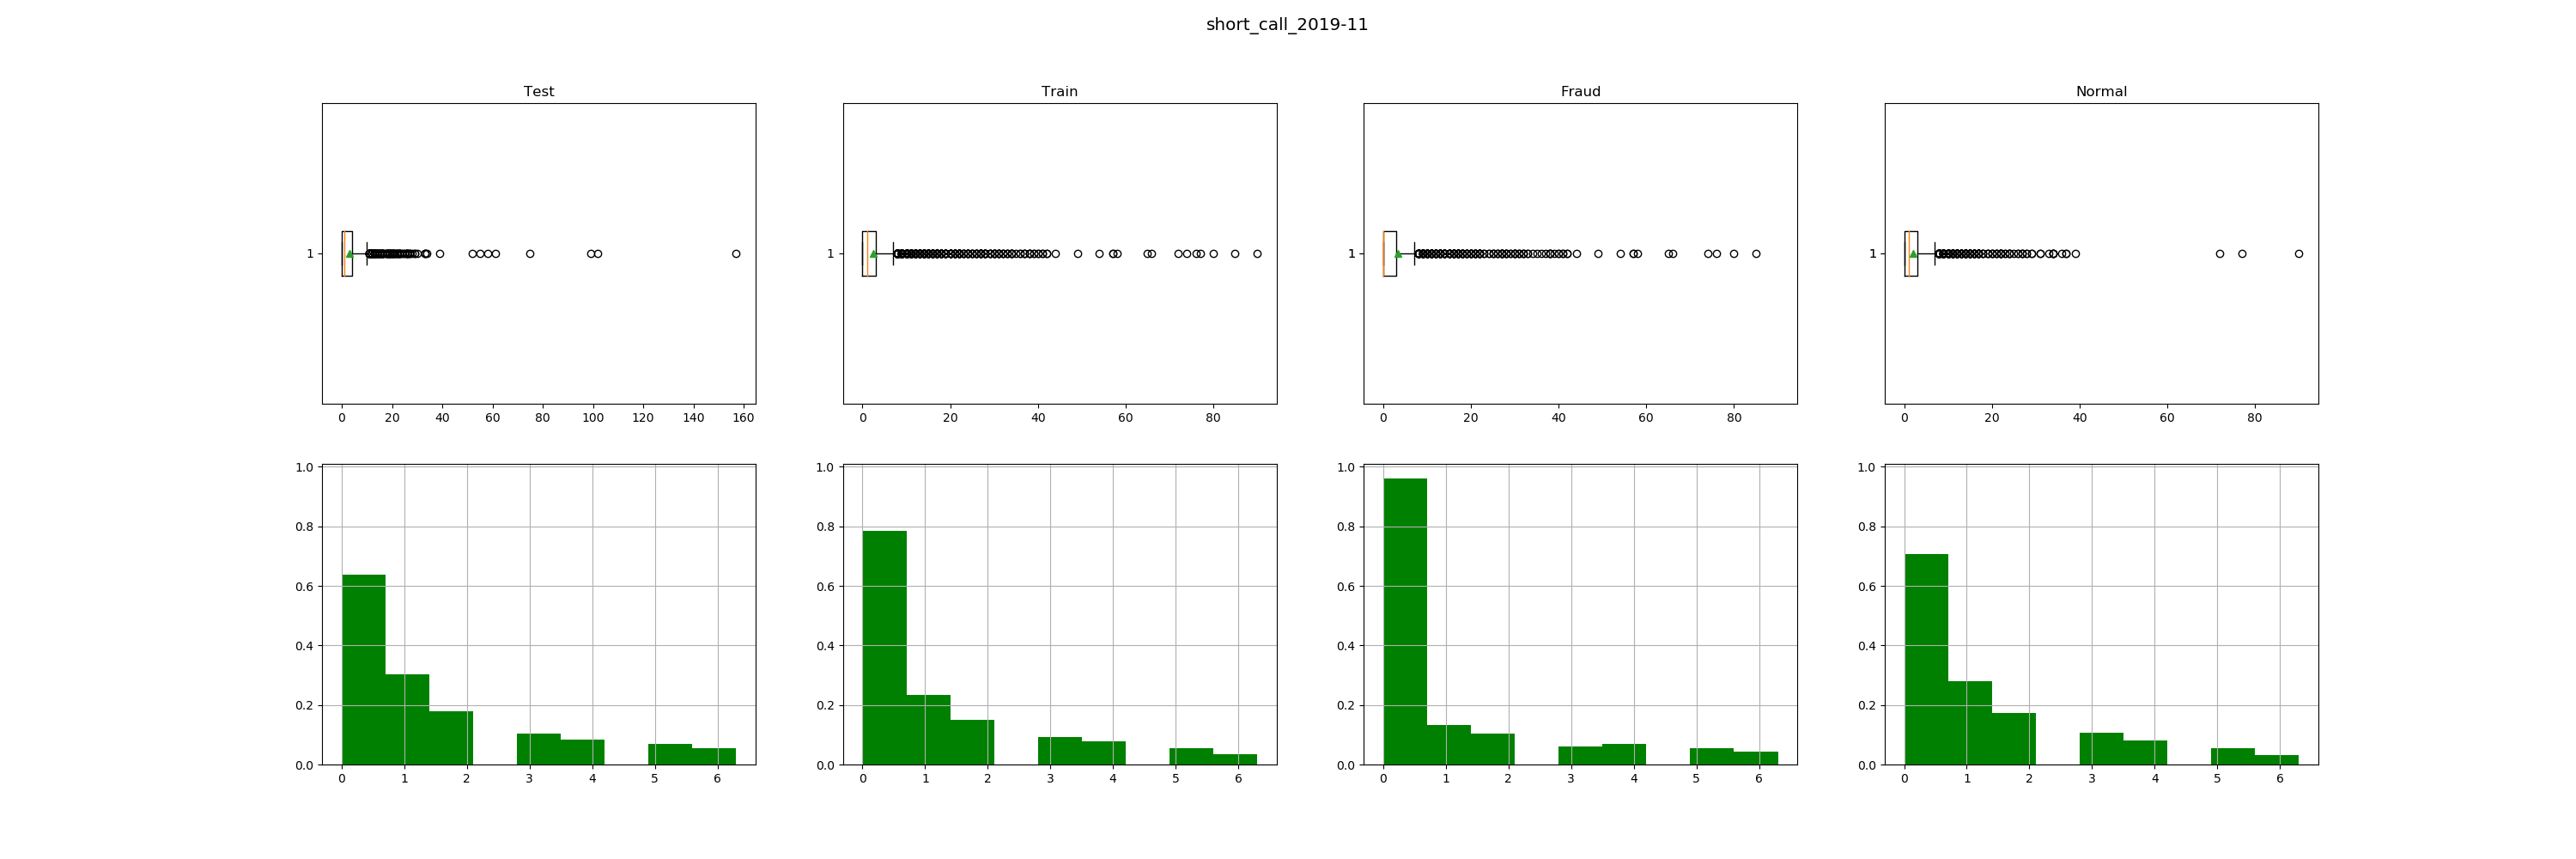 short_call_2019-11
Test Train Fraud Normal
1 1 1 1
0 20 40 60 80 100 120 140 160 0 20 40 60 80 0 20 40 60 80 0 20 40 60 80
1.0 1.0 1.0 1.0
0.8 0.8 0.8 0.8
0.6 0.6 0.6 0.6
0.4 0.4 0.4 0.4
0.2 0.2 0.2 0.2
0.0 0.0 0.0 0.0
0 1 2 3 4 5 6 0 1 2 3 4 5 6 0 1 2 3 4 5 6 0 1 2 3 4 5 6